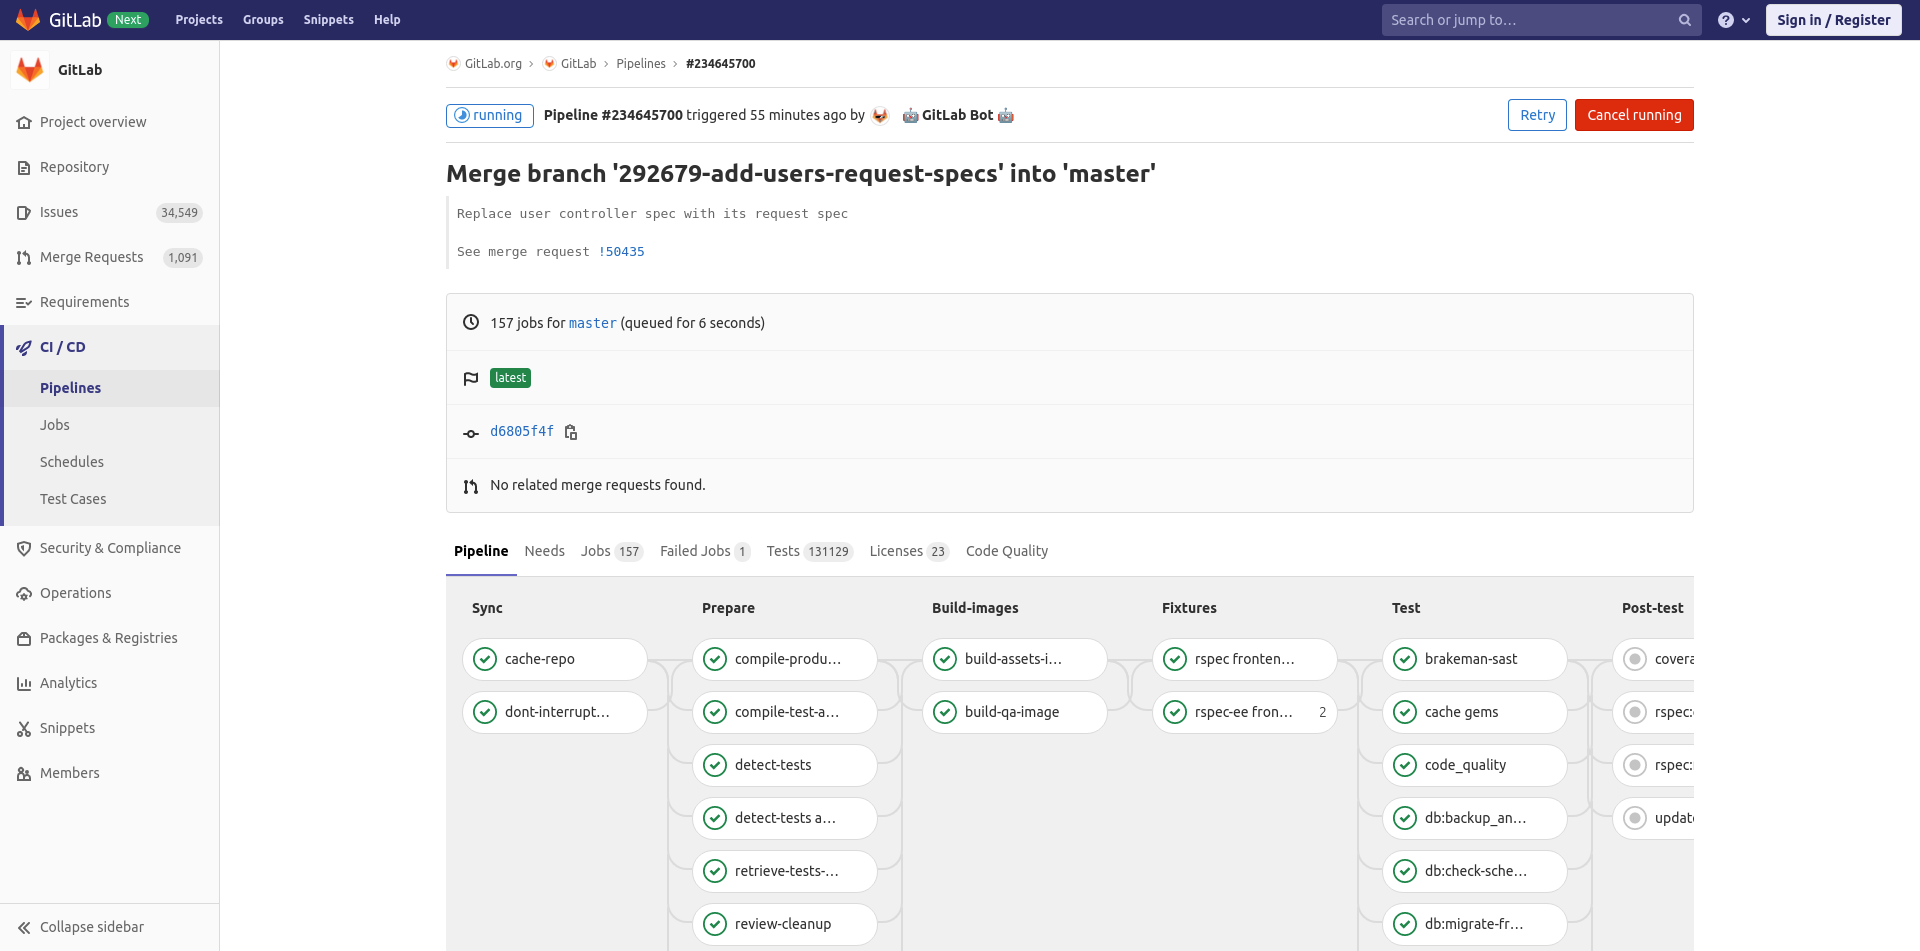 GitLab Next Projects Groups Snippets Help Search or jump to... Sign in / Register
GitLab
Project overview
Repository
Issues 34,549
Merge Requests 1,091
Requirements
CI / CD
Pipelines
Jobs
Schedules
Test Cases
Security & Compliance
Operations
Packages & Registries
Analytics
Snippets
Members
Collapse sidebar
GitLab.org > GitLab > Pipelines > #234645700
running Pipeline #234645700 triggered 55 minutes ago by GitLab Bot Retry Cancel running
Merge branch '292679-add-users-request-specs' into 'master'
Replace user controller spec with its request spec
See merge request !50435
157 jobs for master (queued for 6 seconds)
latest
d6805f4f
No related merge requests found.
Pipeline Needs Jobs 157 Failed Jobs 1 Tests 131129 Licenses 23 Code Quality
Sync Prepare Build-images Fixtures Test Post-test
cache-repo compile-produ... build-assets-i... rspec fronten... brakeman-sast covera
dont-interrupt... compile-test-a... build-qa-image rspec-ee fron... 2 cache gems rspec:
detect-tests code_quality rspec:
detect-tests a... db:backup_an... update
retrieve-tests-... db:check-sche...
review-cleanup db:migrate-fr...